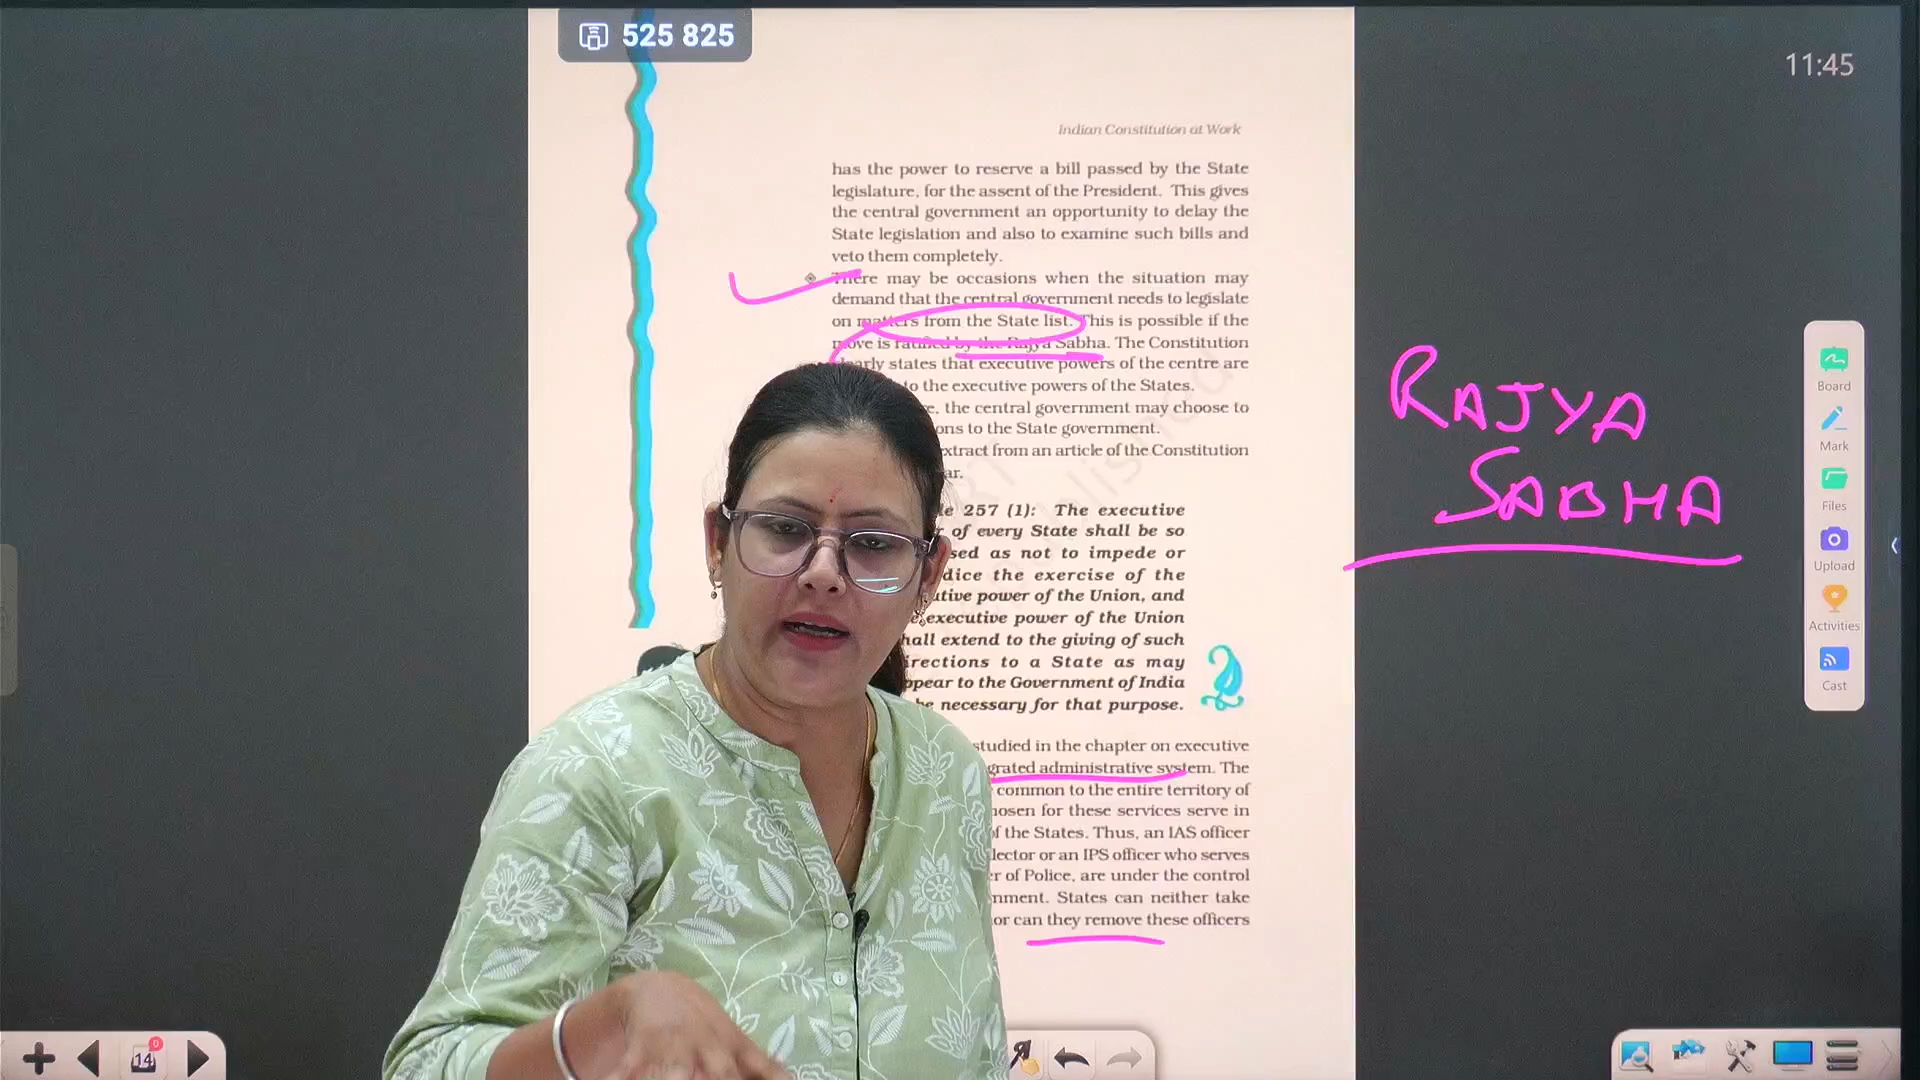 525 825
11:45
Indian Constitution at Work
has the power to reserve a bill passed by the State
legislature, for the assent of the President. This gives
the central government an opportunity to delay the
State legislation and also to examine such bills and
veto them completely.
There may be occasions when the situation may
demand that the central government needs to legislate
on matters from the State list. This is possible if the
move is ratified by the Rajya Sabha. The Constitution
states that executive powers of the centre are
to the executive powers of the States.
the central government may choose to
to the State government.
from an article of the Constitution
257 (1): The executive
of every State shall be so
as not to impede or
the exercise of the
power of the Union, and
executive power of the Union
extend to the giving of such
to a State as may
to the Government of India
necessary for that purpose.
studied in the chapter on executive
administrative system. The
common to the entire territory of
for these services serve in
the States. Thus, an IAS officer
or an IPS officer who serves
of Police, are under the control
States can neither take
can they remove these officers
RAJYA
SABHA
Board
Mark
Files
Upload
Activities
Cast
14
0